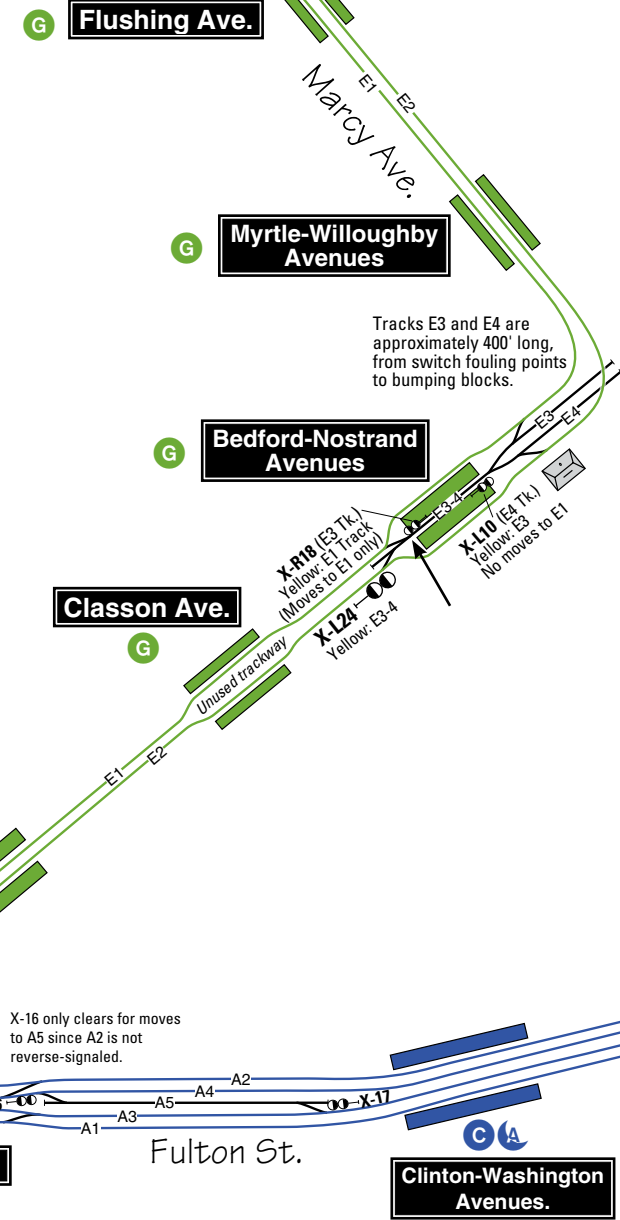 G
Flushing Ave.
E1
E2
Marcy Ave.
G
Myrtle-Willoughby
Avenues
Tracks E3 and E4 are
approximately 400' long,
from switch fouling points
to bumping blocks.
E3
E4
G
Bedford-Nostrand
Avenues
E3-4
X-R18 (E3 Tk.)
Yellow: E1 Track
(Moves to E1 only)
X-L10 (E4 Tk.)
Yellow: E3
No moves to E1
X-L24
Yellow: E3-4
Classon Ave.
G
Unused trackway
E1
E2
X-16 only clears for moves
to A5 since A2 is not
reverse-signaled.
A2
A4
A5
X-17
A3
A1
Fulton St.
C A
Clinton-Washington
Avenues.